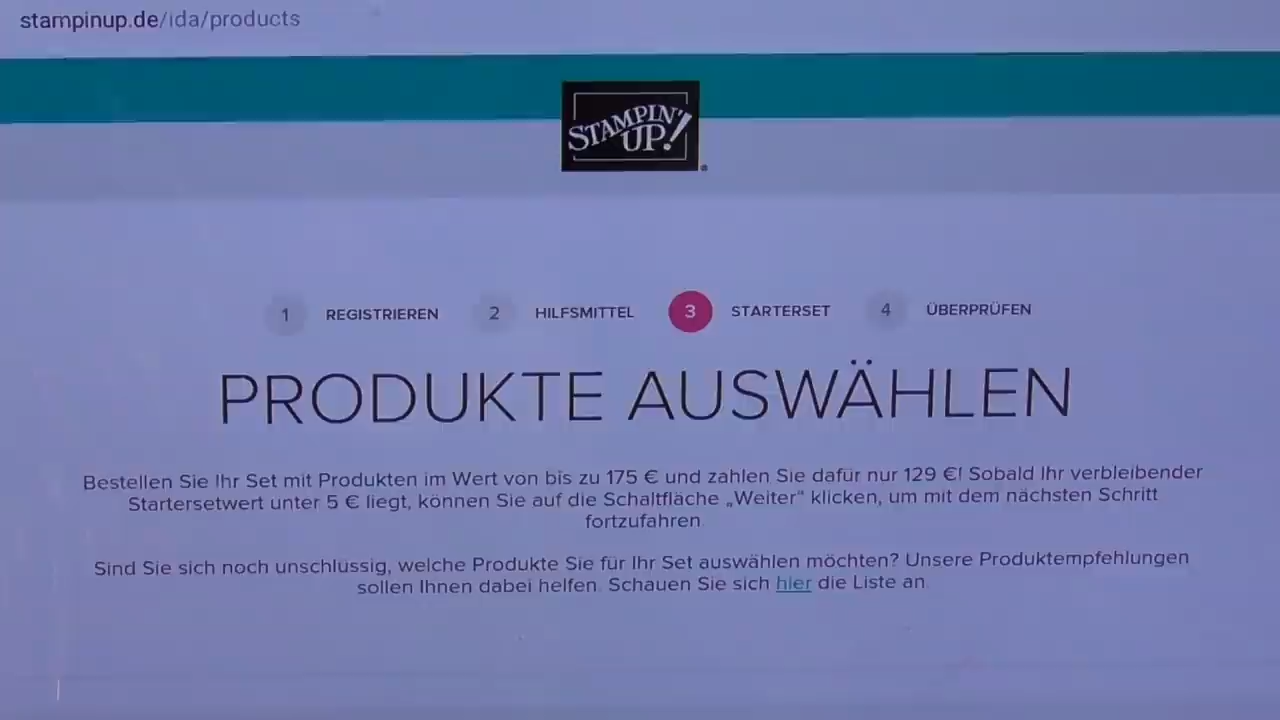 stampinup.de/ida/products
STAMPIN'
UP!
1 REGISTRIEREN 2 HILFSMITTEL 3 STARTERSET 4 ÜBERPRÜFEN
PRODUKTE AUSWÄHLEN
Bestellen Sie Ihr Set mit Produkten im Wert von bis zu 175 € und zahlen Sie dafür nur 129 €! Sobald Ihr verbleibender
Startersetwert unter 5 € liegt, können Sie auf die Schaltfläche „Weiter“ klicken, um mit dem nächsten Schritt
fortzufahren.
Sind Sie sich noch unschlüssig, welche Produkte Sie für Ihr Set auswählen möchten? Unsere Produktempfehlungen
sollen Ihnen dabei helfen. Schauen Sie sich hier die Liste an.